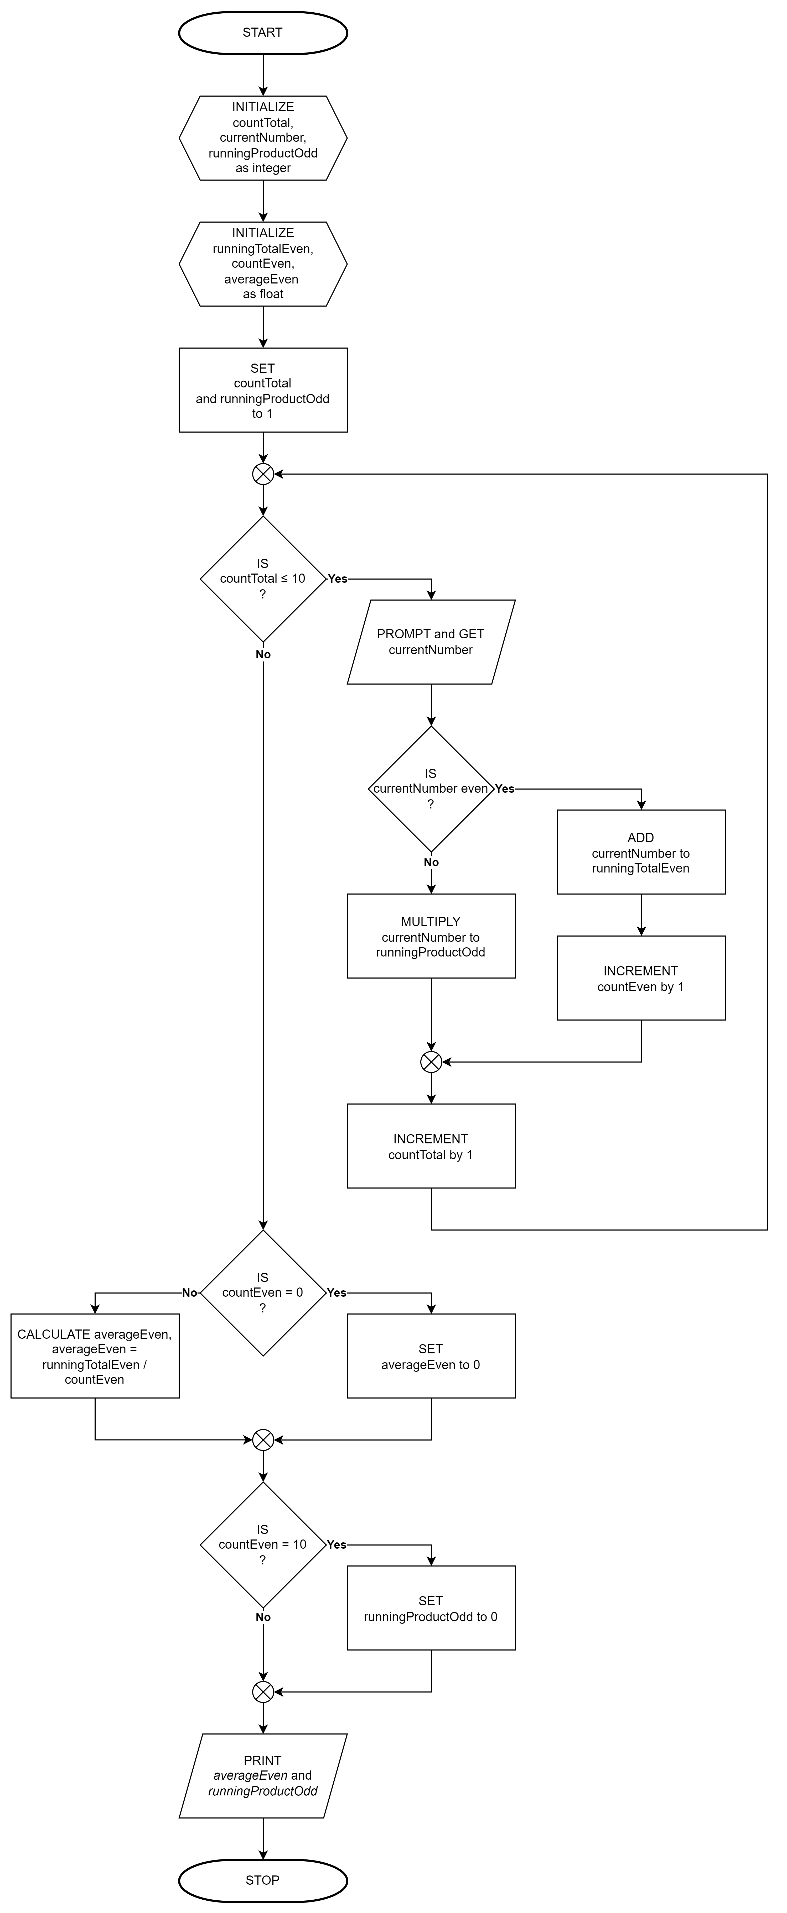 START
INITIALIZE
countTotal,
currentNumber,
runningProductOdd
as integer
INITIALIZE
runningTotalEven,
countEven,
averageEven
as float
SET
countTotal
and runningProductOdd
to 1
IS
countTotal ≤ 10
?
Yes
No
PROMPT and GET
currentNumber
IS
currentNumber even
?
Yes
No
ADD
currentNumber to
runningTotalEven
MULTIPLY
currentNumber to
runningProductOdd
INCREMENT
countEven by 1
INCREMENT
countTotal by 1
IS
countEven = 0
?
No
Yes
CALCULATE averageEven,
averageEven =
runningTotalEven /
countEven
SET
averageEven to 0
IS
countEven = 10
?
Yes
No
SET
runningProductOdd to 0
PRINT
averageEven and
runningProductOdd
STOP